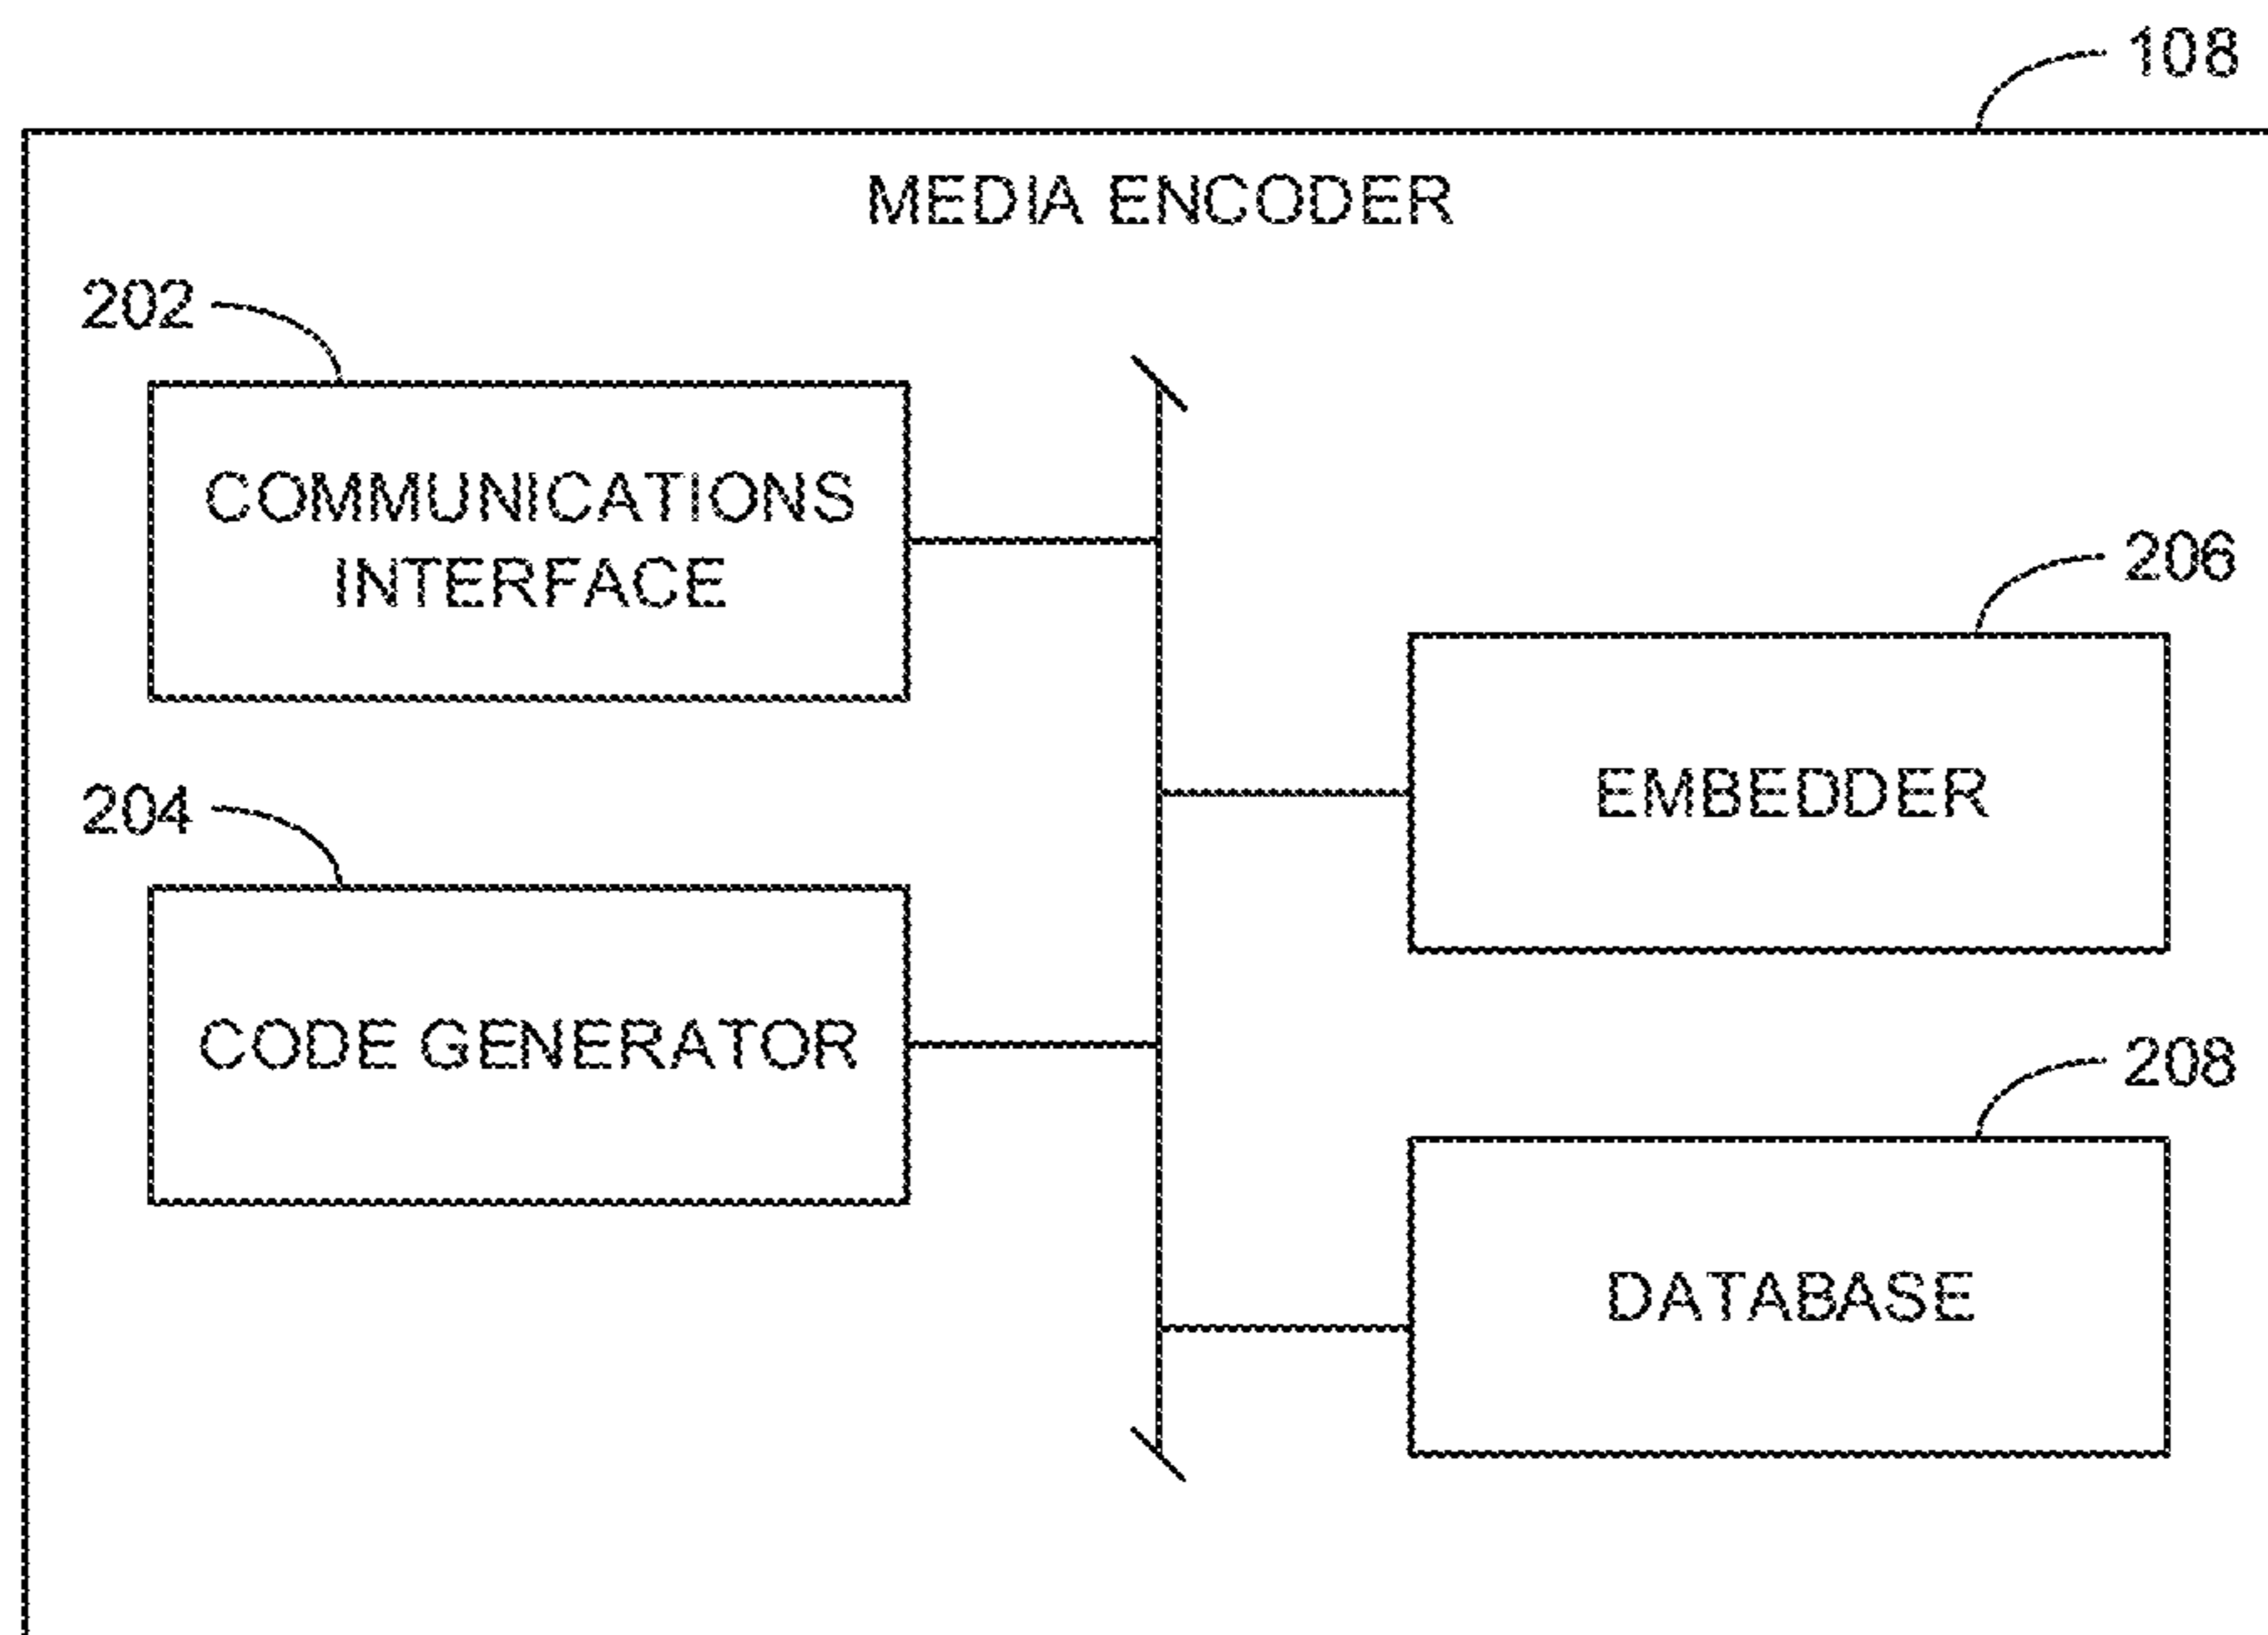 108
MEDIA ENCODER
202
COMMUNICATIONS
INTERFACE
206
EMBEDDER
204
CODE GENERATOR
208
DATABASE